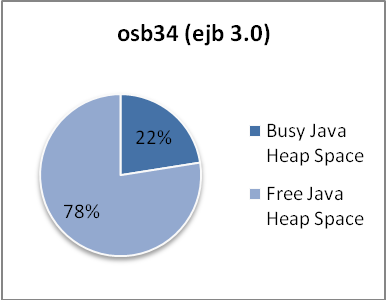 osb34 (ejb 3.0)
22%
78%
Busy Java
Heap Space
Free Java
Heap Space